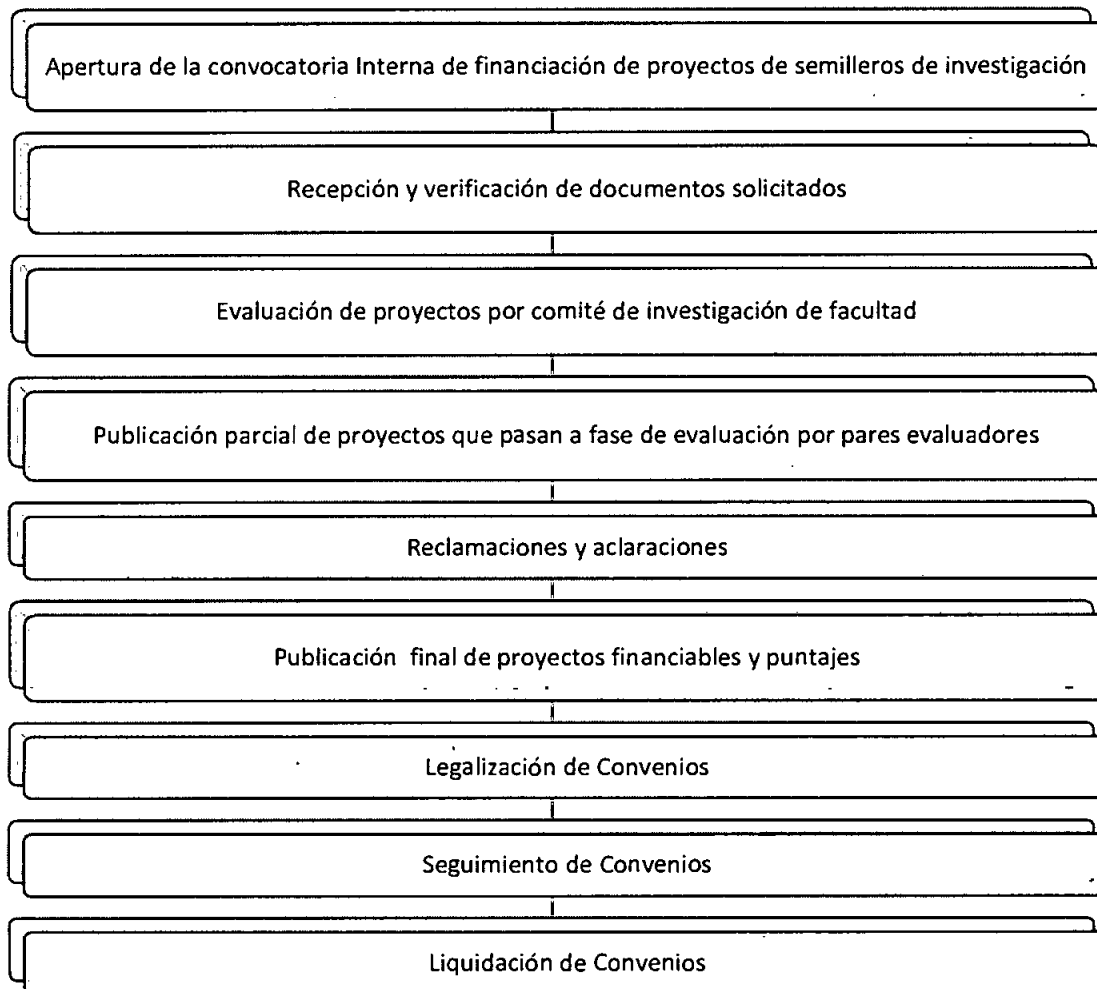 Apertura de la convocatoria Interna de financiación de proyectos de semilleros de investigación
Recepción y verificación de documentos solicitados
Evaluación de proyectos por comité de investigación de facultad
Publicación parcial de proyectos que pasan a fase de evaluación por pares evaluadores
Reclamaciones y aclaraciones
Publicación final de proyectos financiables y puntajes
Legalización de Convenios
Seguimiento de Convenios
Liquidación de Convenios